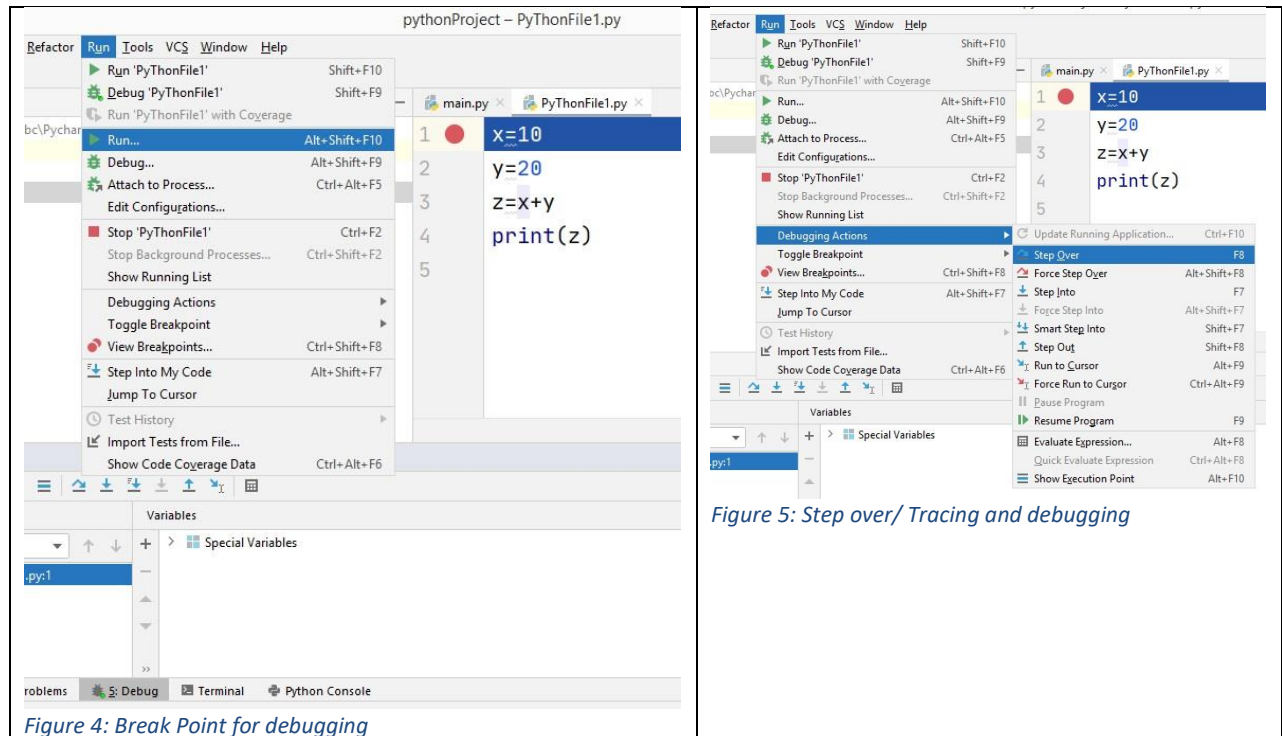 pythonProject – PyThonFile1.py
Refactor Run Tools VCS Window Help
Run 'PyThonFile1' Shift+F10
Debug 'PyThonFile1' Shift+F9
Run 'PyThonFile1' with Coverage
Run... Alt+Shift+F10
Debug... Alt+Shift+F9
Attach to Process... Ctrl+Alt+F5
Edit Configurations...
Stop 'PyThonFile1' Ctrl+F2
Stop Background Processes... Ctrl+Shift+F2
Show Running List
Debugging Actions
Toggle Breakpoint
View Breakpoints... Ctrl+Shift+F8
Step Into My Code Alt+Shift+F7
Jump To Cursor
Test History
Import Tests from File...
Show Code Coverage Data Ctrl+Alt+F6
bc\Pychar
main.py PyThonFile1.py
1 x=10
2 y=20
3 z=x+y
4 print(z)
5
Variables
Special Variables
.py:1
roblems 5: Debug Terminal Python Console
Figure 4: Break Point for debugging
Refactor Run Tools VCS Window Help
Run 'PyThonFile1' Shift+F10
Debug 'PyThonFile1' Shift+F9
Run 'PyThonFile1' with Coverage
Run... Alt+Shift+F10
Debug... Alt+Shift+F9
Attach to Process... Ctrl+Alt+F5
Edit Configurations...
Stop 'PyThonFile1' Ctrl+F2
Stop Background Processes... Ctrl+Shift+F2
Show Running List
Debugging Actions
Toggle Breakpoint
View Breakpoints... Ctrl+Shift+F8
Step Into My Code Alt+Shift+F7
Jump To Cursor
Test History
Import Tests from File...
Show Code Coverage Data Ctrl+Alt+F6
oc\Pychar
main.py PyThonFile1.py
1 x=10
2 y=20
3 z=x+y
4 print(z)
5
Update Running Application... Ctrl+F10
Step Over F8
Force Step Over Alt+Shift+F8
Step Into F7
Force Step Into Alt+Shift+F7
Smart Step Into Shift+F7
Step Out Shift+F8
Run to Cursor Alt+F9
Force Run to Cursor Ctrl+Alt+F9
Pause Program
Resume Program F9
Evaluate Expression... Alt+F8
Quick Evaluate Expression Ctrl+Alt+F8
Show Execution Point Alt+F10
Variables
Special Variables
.py:1
Figure 5: Step over/ Tracing and debugging